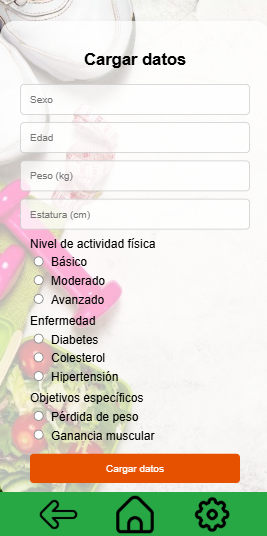 Cargar datos
Sexo
Edad
Peso (kg)
Estatura (cm)
Nivel de actividad física
Básico
Moderado
Avanzado
Enfermedad
Diabetes
Colesterol
Hipertensión
Objetivos específicos
Pérdida de peso
Ganancia muscular
Cargar datos